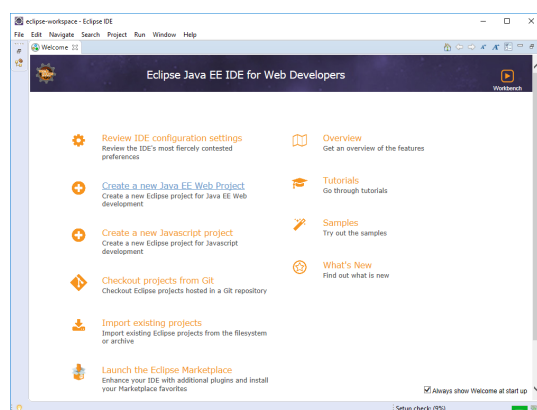 eclipse-workspace - Eclipse IDE
File Edit Navigate Search Project Run Window Help
Welcome
Eclipse Java EE IDE for Web Developers
Workbench
Review IDE configuration settings
Review the IDE's most fiercely contested
preferences
Create a new Java EE Web Project
Create a new Eclipse project for Java EE Web
development
Create a new Javascript project
Create a new Eclipse project for Javascript
development
Checkout projects from Git
Checkout Eclipse projects hosted in a Git repository
Import existing projects
Import existing Eclipse projects from the filesystem
or archive
Launch the Eclipse Marketplace
Enhance your IDE with additional plugins and install
your Marketplace favorites
Overview
Get an overview of the features
Tutorials
Go through tutorials
Samples
Try out the samples
What's New
Find out what is new
Always show Welcome at start up
Setup check: (9%)